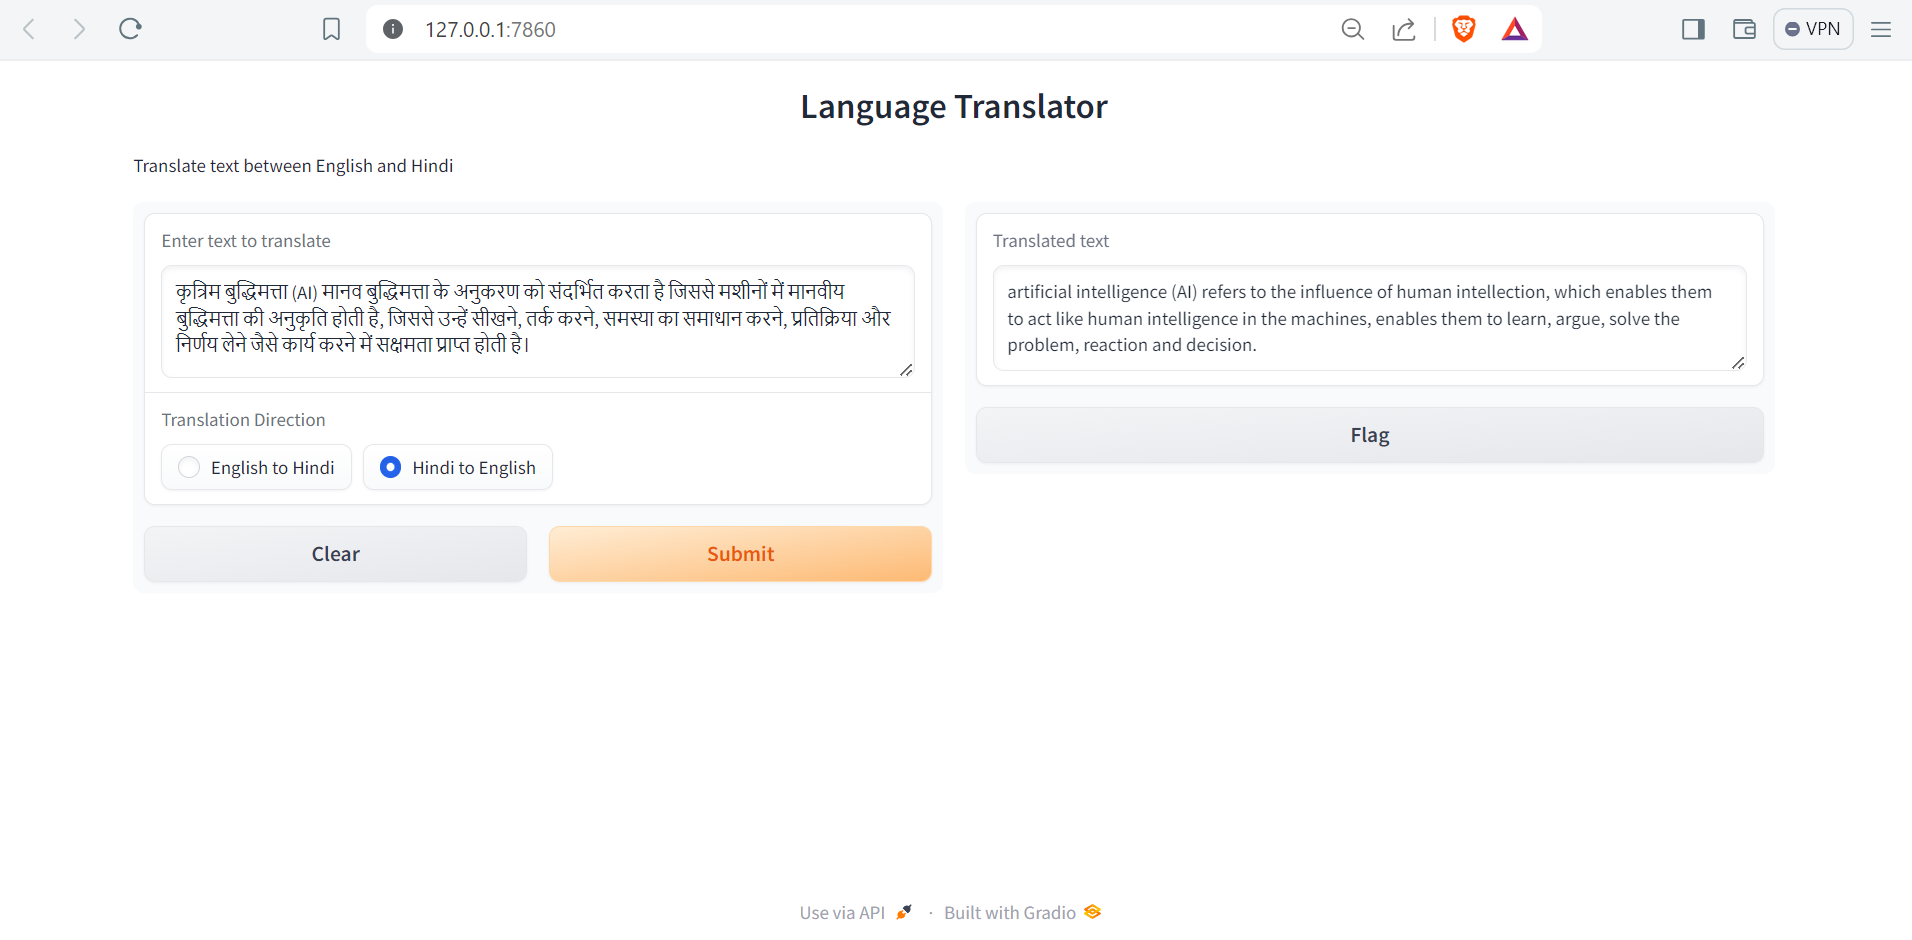 127.0.0.1:7860
VPN
Language Translator
Translate text between English and Hindi
Enter text to translate
कृत्रिम बुद्धिमत्ता (AI) मानव बुद्धिमत्ता के अनुकरण को संदर्भित करता है जिससे मशीनों में मानवीय
बुद्धिमत्ता की अनुकृति होती है, जिससे उन्हें सीखने, तर्क करने, समस्या का समाधान करने, प्रतिक्रिया और
निर्णय लेने जैसे कार्य करने में सक्षमता प्राप्त होती है।
Translation Direction
English to Hindi
Hindi to English
Clear
Submit
Translated text
artificial intelligence (AI) refers to the influence of human intellection, which enables them
to act like human intelligence in the machines, enables them to learn, argue, solve the
problem, reaction and decision.
Flag
Use via API · Built with Gradio